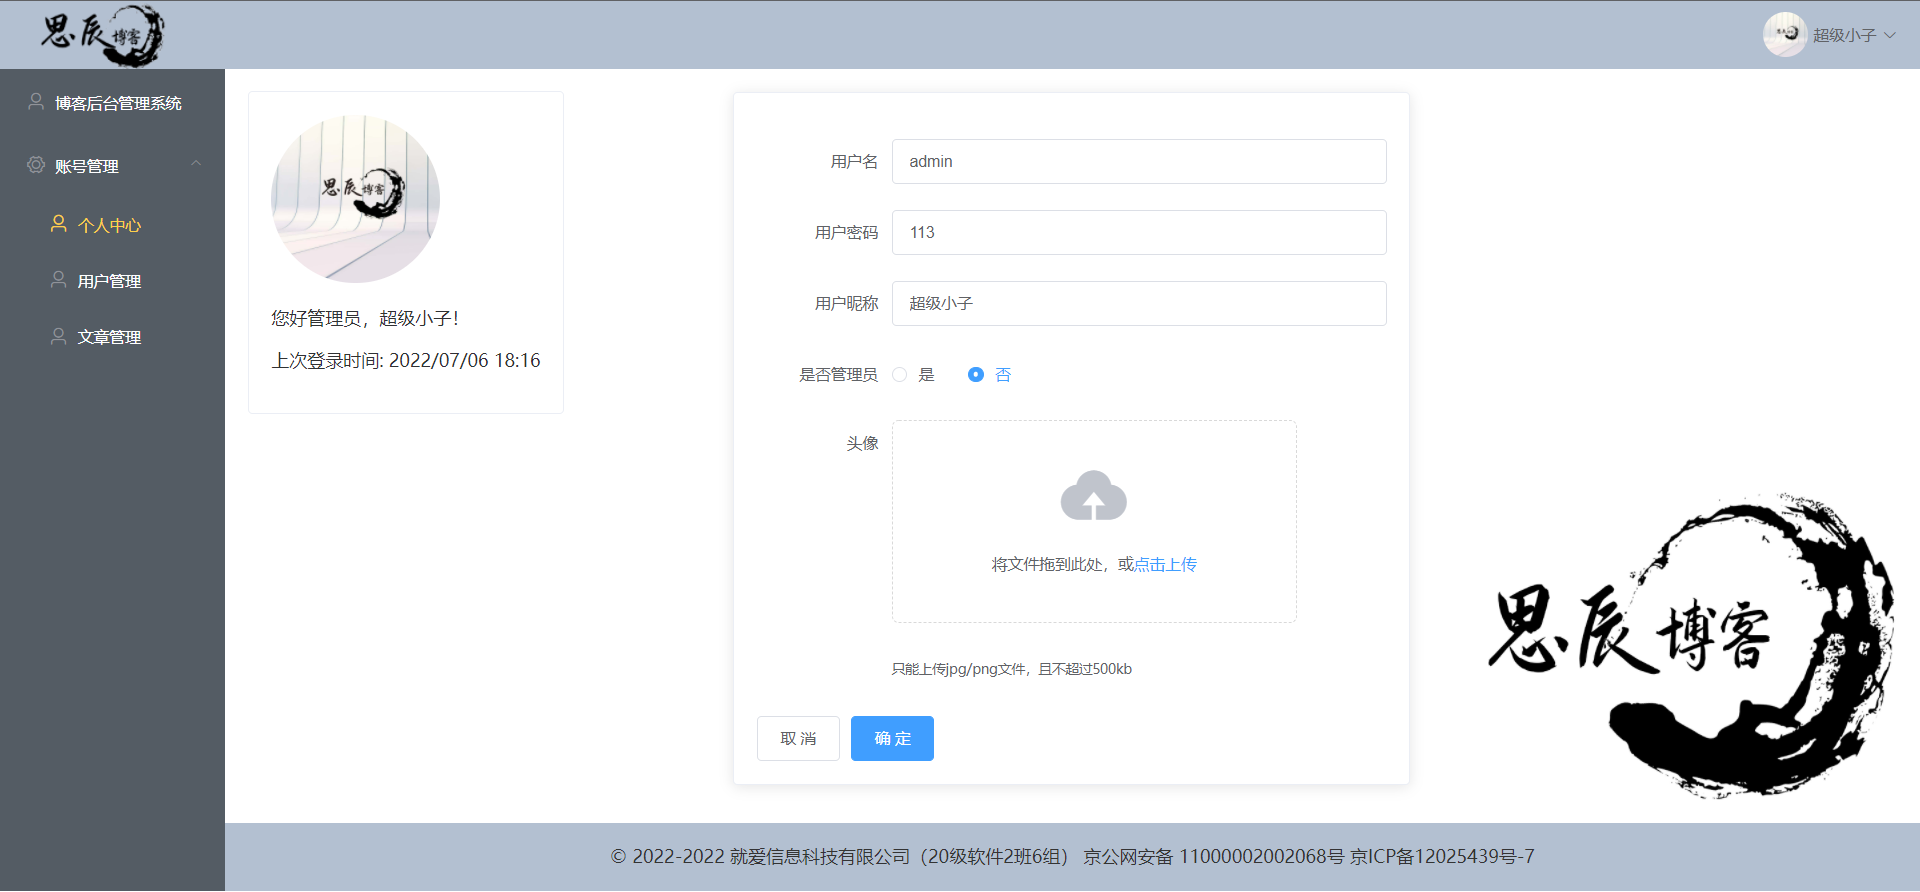 思辰博客
超级小子
博客后台管理系统
账号管理
个人中心
用户管理
文章管理
思辰博客
您好管理员，超级小子！
上次登录时间: 2022/07/06 18:16
用户名 admin
用户密码 113
用户昵称 超级小子
是否管理员 是 否
头像
将文件拖到此处，或点击上传
只能上传jpg/png文件，且不超过500kb
取 消 确 定
思辰博客
© 2022-2022 就爱信息科技有限公司（20级软件2班6组） 京公网安备 11000002002068号 京ICP备12025439号-7